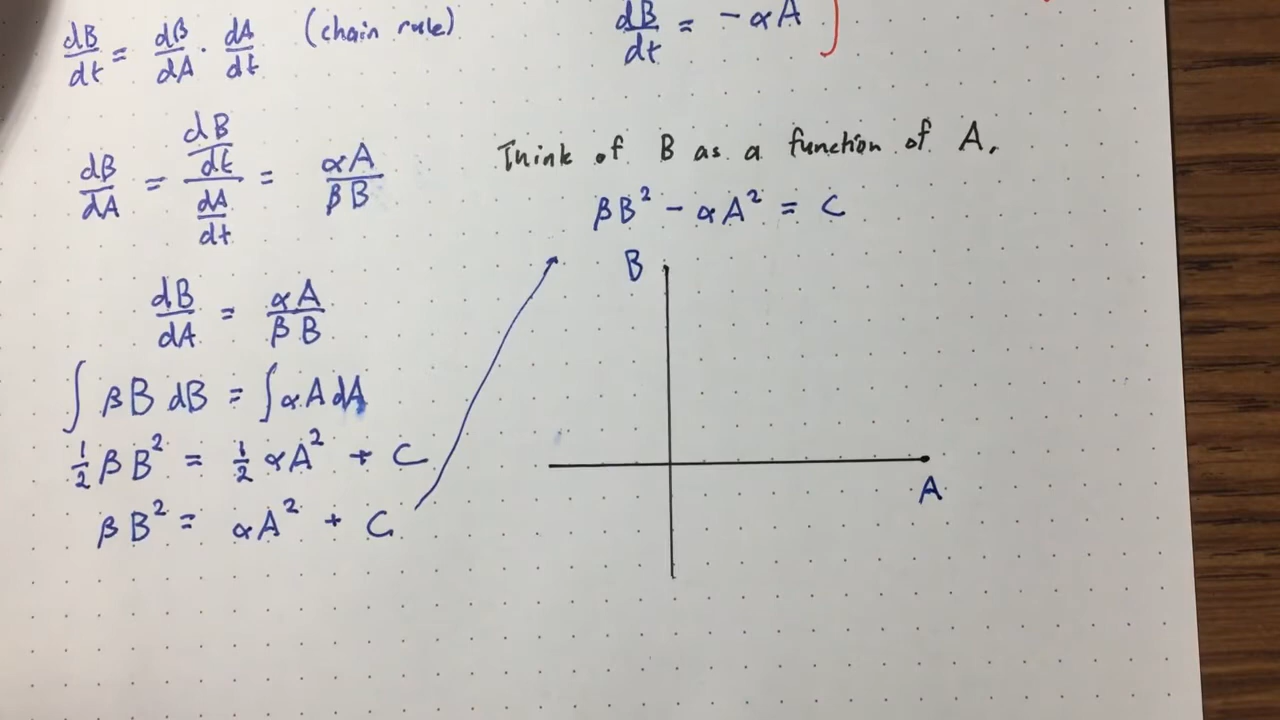 dB/dt = dB/dA · dA/dt (chain rule)
dB/dt = -αA
dB/dA = (dB/dt)/(dA/dt) = αA/βB
Think of B as a function of A.
βB² - αA² = C
dB/dA = αA/βB
∫ βB dB = ∫ αA dA
½ βB² = ½ αA² + C
βB² = αA² + C
B
A